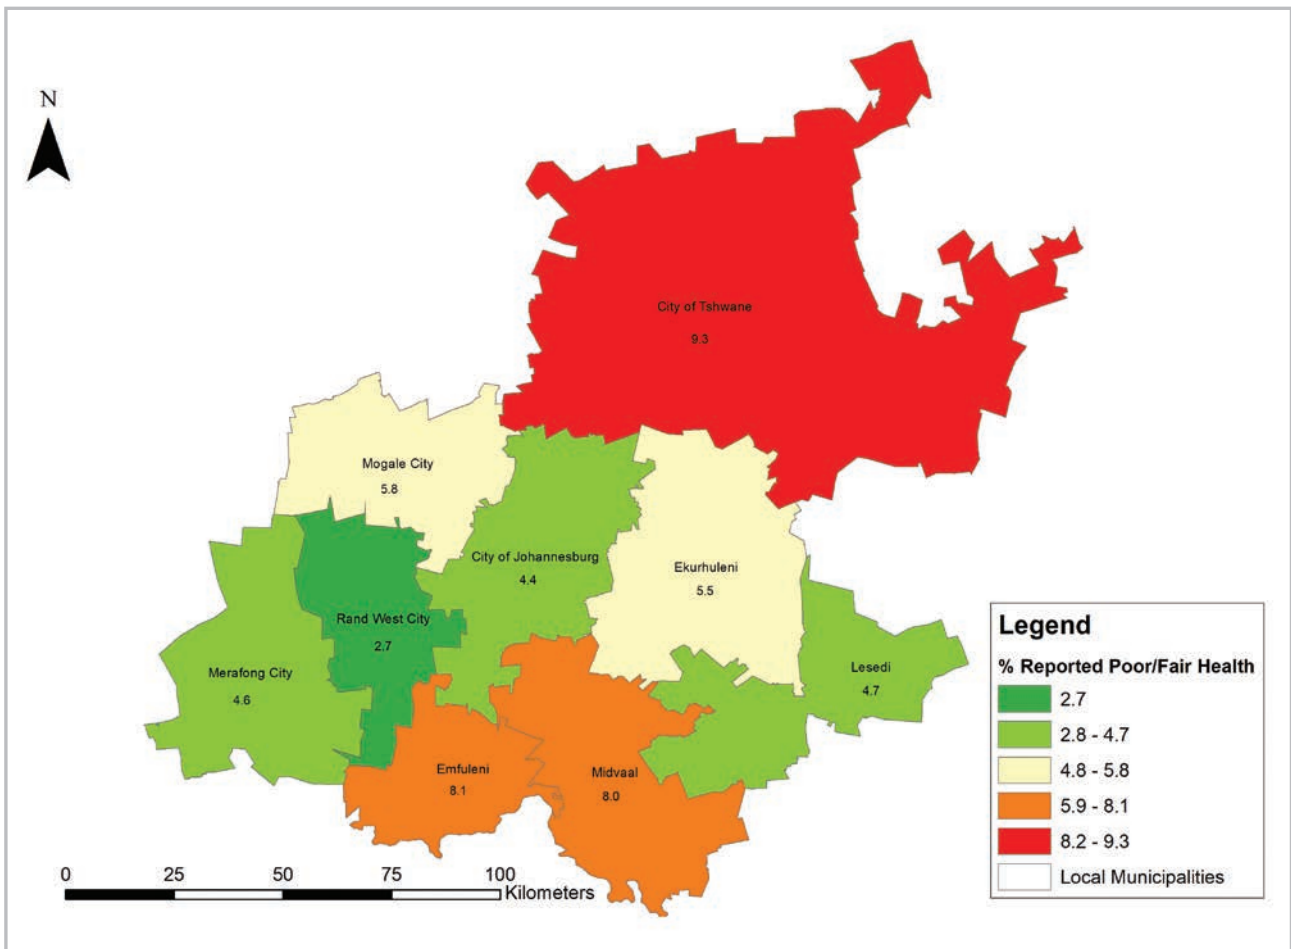 N
City of Tshwane
9.3
Mogale City
5.8
City of Johannesburg
4.4
Ekurhuleni
5.5
Rand West City
2.7
Merafong City
4.6
Lesedi
4.7
Emfuleni
8.1
Midvaal
8.0
Legend
% Reported Poor/Fair Health
2.7
2.8 - 4.7
4.8 - 5.8
5.9 - 8.1
8.2 - 9.3
Local Municipalities
0 25 50 75 100
Kilometers